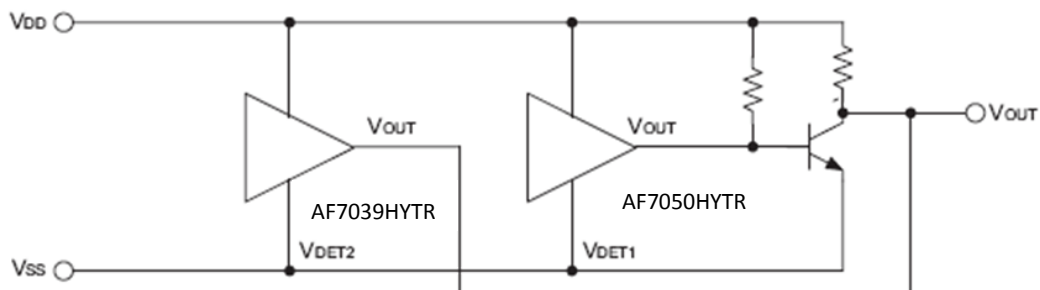 VDD
VOUT
VOUT
VOUT
AF7039HYTR
AF7050HYTR
VDET2
VDET1
VSS